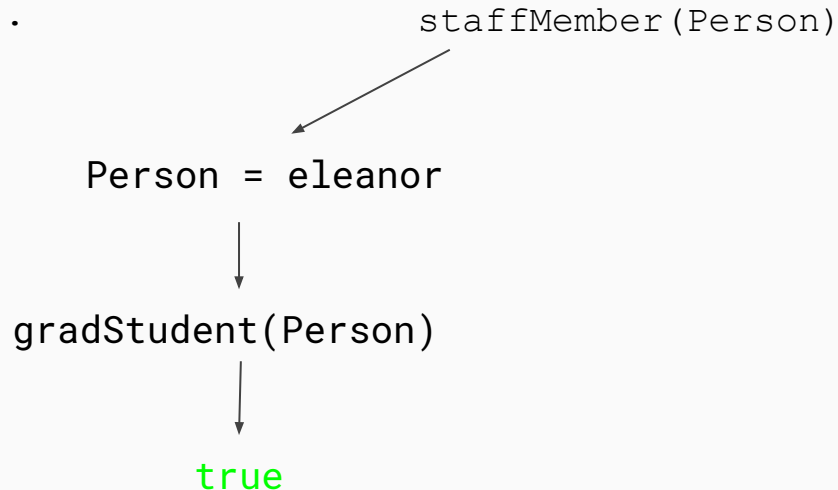 . staffMember(Person)
Person = eleanor
gradStudent(Person)
true